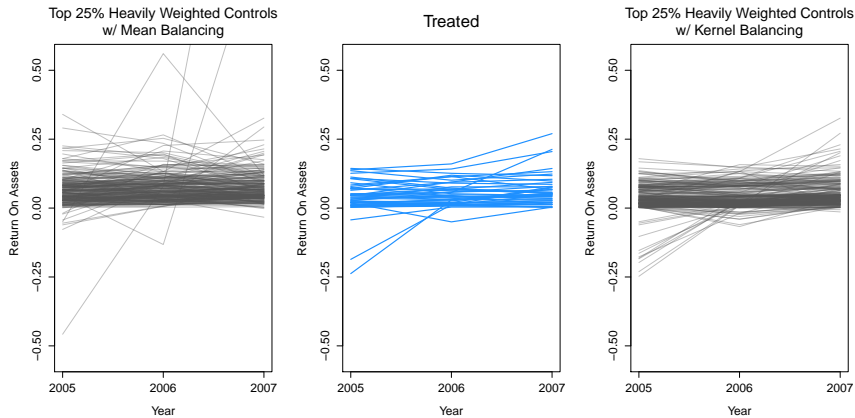 Top 25% Heavily Weighted Controls
w/ Mean Balancing
Return On Assets
0.50
0.25
0.00
−0.25
−0.50
2005 2006 2007
Year
Treated
Return On Assets
0.50
0.25
0.00
−0.25
−0.50
2005 2006 2007
Year
Top 25% Heavily Weighted Controls
w/ Kernel Balancing
Return On Assets
0.50
0.25
0.00
−0.25
−0.50
2005 2006 2007
Year